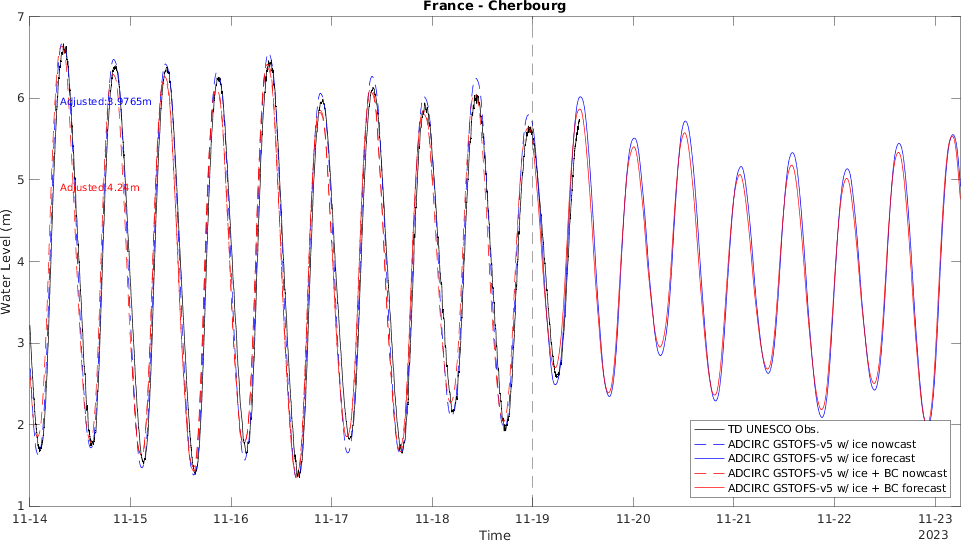 France - Cherbourg
7
6
5
4
3
2
1
Water Level (m)
Adjusted:3.9765m
Adjusted:4.24m
TD UNESCO Obs.
ADCIRC GSTOFS-v5 w/ ice nowcast
ADCIRC GSTOFS-v5 w/ ice forecast
ADCIRC GSTOFS-v5 w/ ice + BC nowcast
ADCIRC GSTOFS-v5 w/ ice + BC forecast
11-14 11-15 11-16 11-17 11-18 11-19 11-20 11-21 11-22 11-23
Time
2023